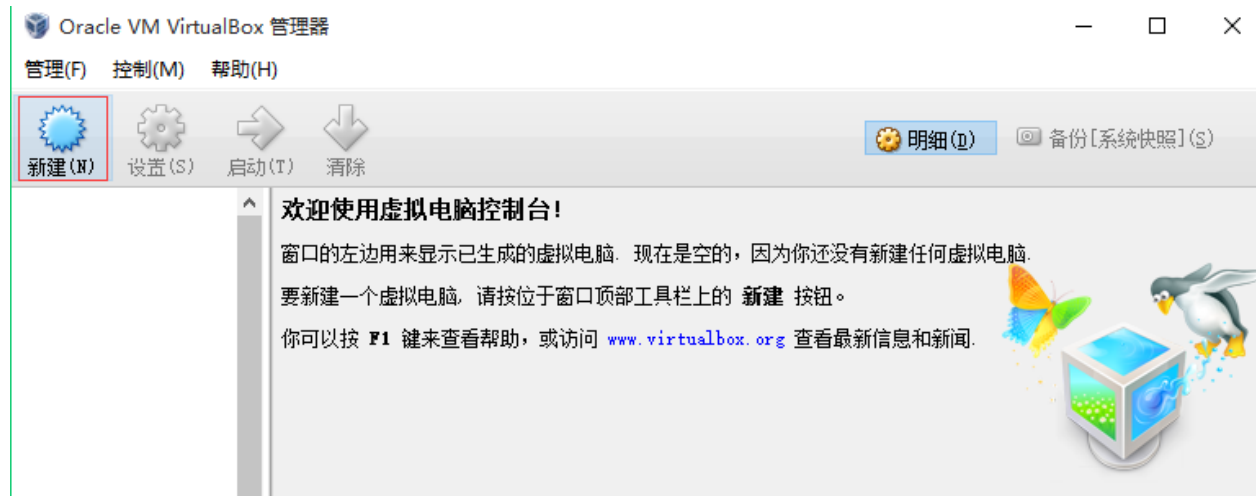 Oracle VM VirtualBox 管理器
管理(F) 控制(M) 帮助(H)
新建(N) 设置(S) 启动(T) 清除 明细(D) 备份[系统快照](S)
欢迎使用虚拟电脑控制台!
窗口的左边用来显示已生成的虚拟电脑. 现在是空的,因为你还没有新建任何虚拟电脑.
要新建一个虚拟电脑, 请按位于窗口顶部工具栏上的 新建 按钮。
你可以按 F1 键来查看帮助,或访问 www.virtualbox.org 查看最新信息和新闻.